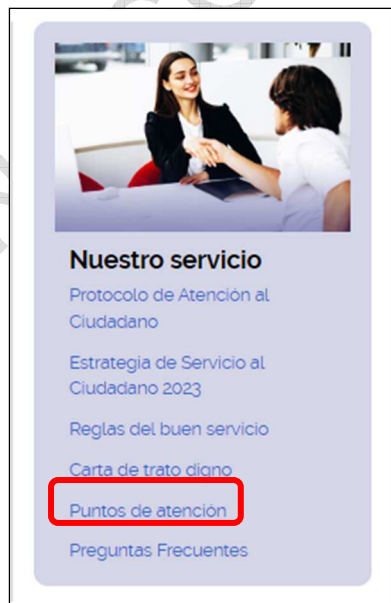 Nuestro servicio
Protocolo de Atención al
Ciudadano
Estrategia de Servicio al
Ciudadano 2023
Reglas del buen servicio
Carta de trato digno
Puntos de atención
Preguntas Frecuentes